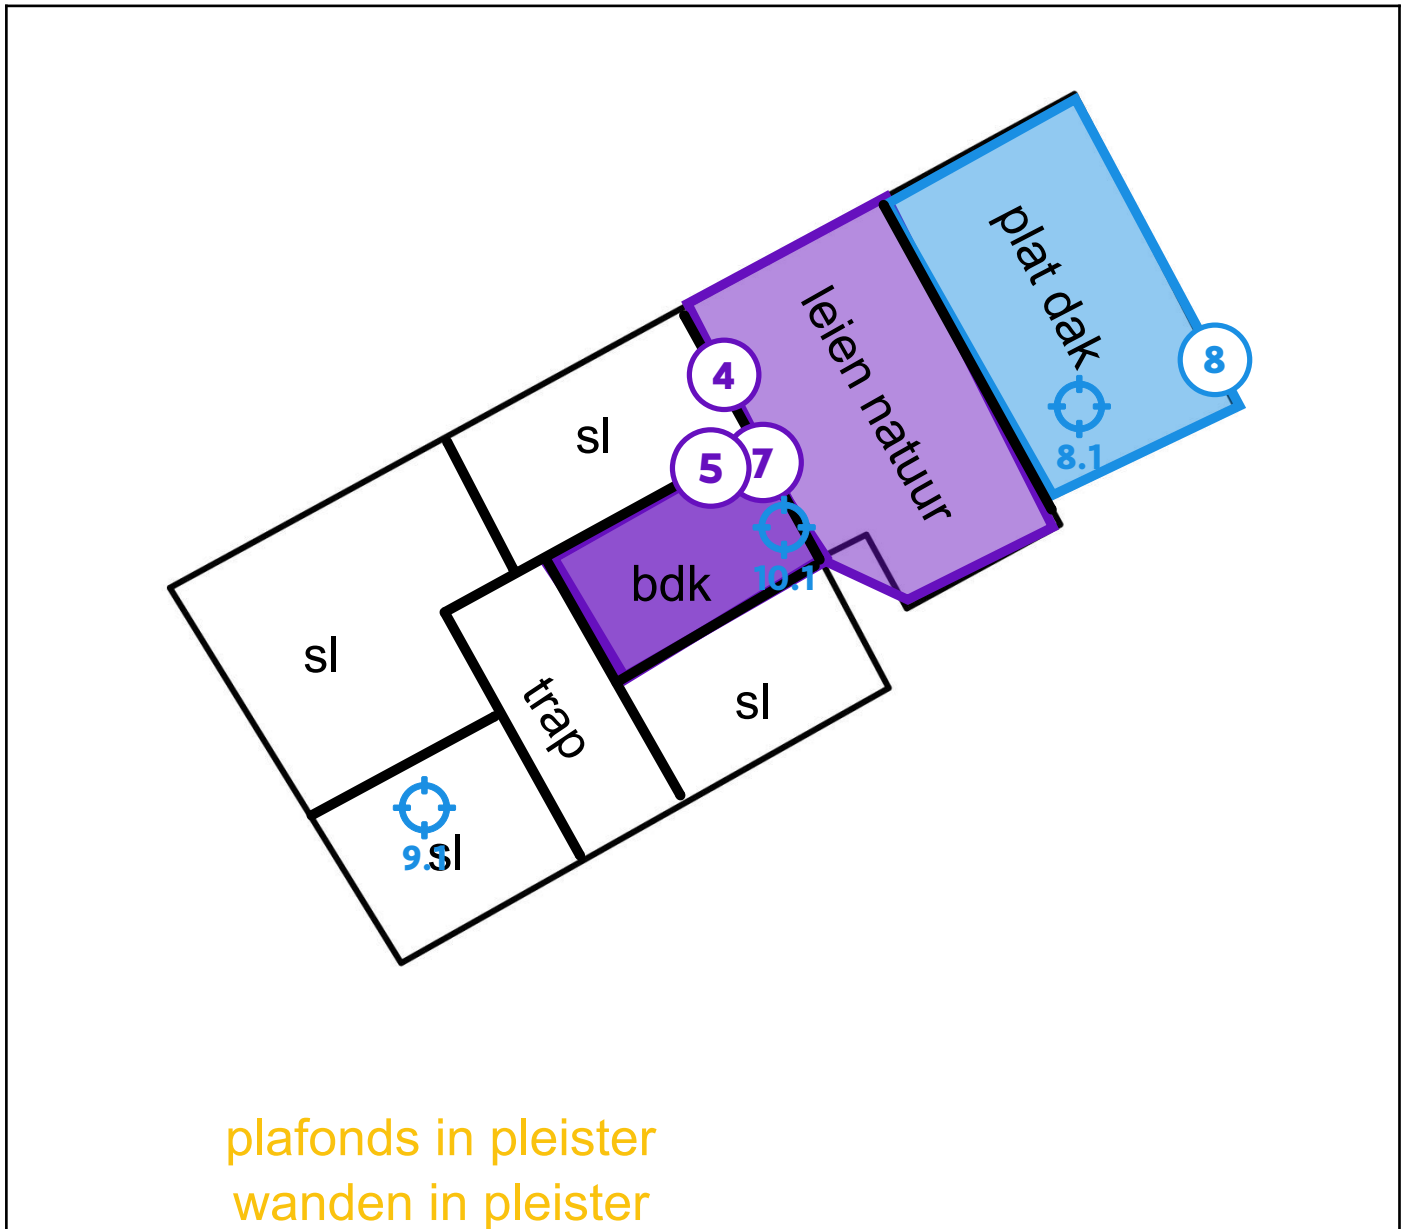 plat dak
8
leien natuur
4
8.1
sl
5
7
bdk
10.1
sl
trap
sl
9.1
sl
plafonds in pleister
wanden in pleister